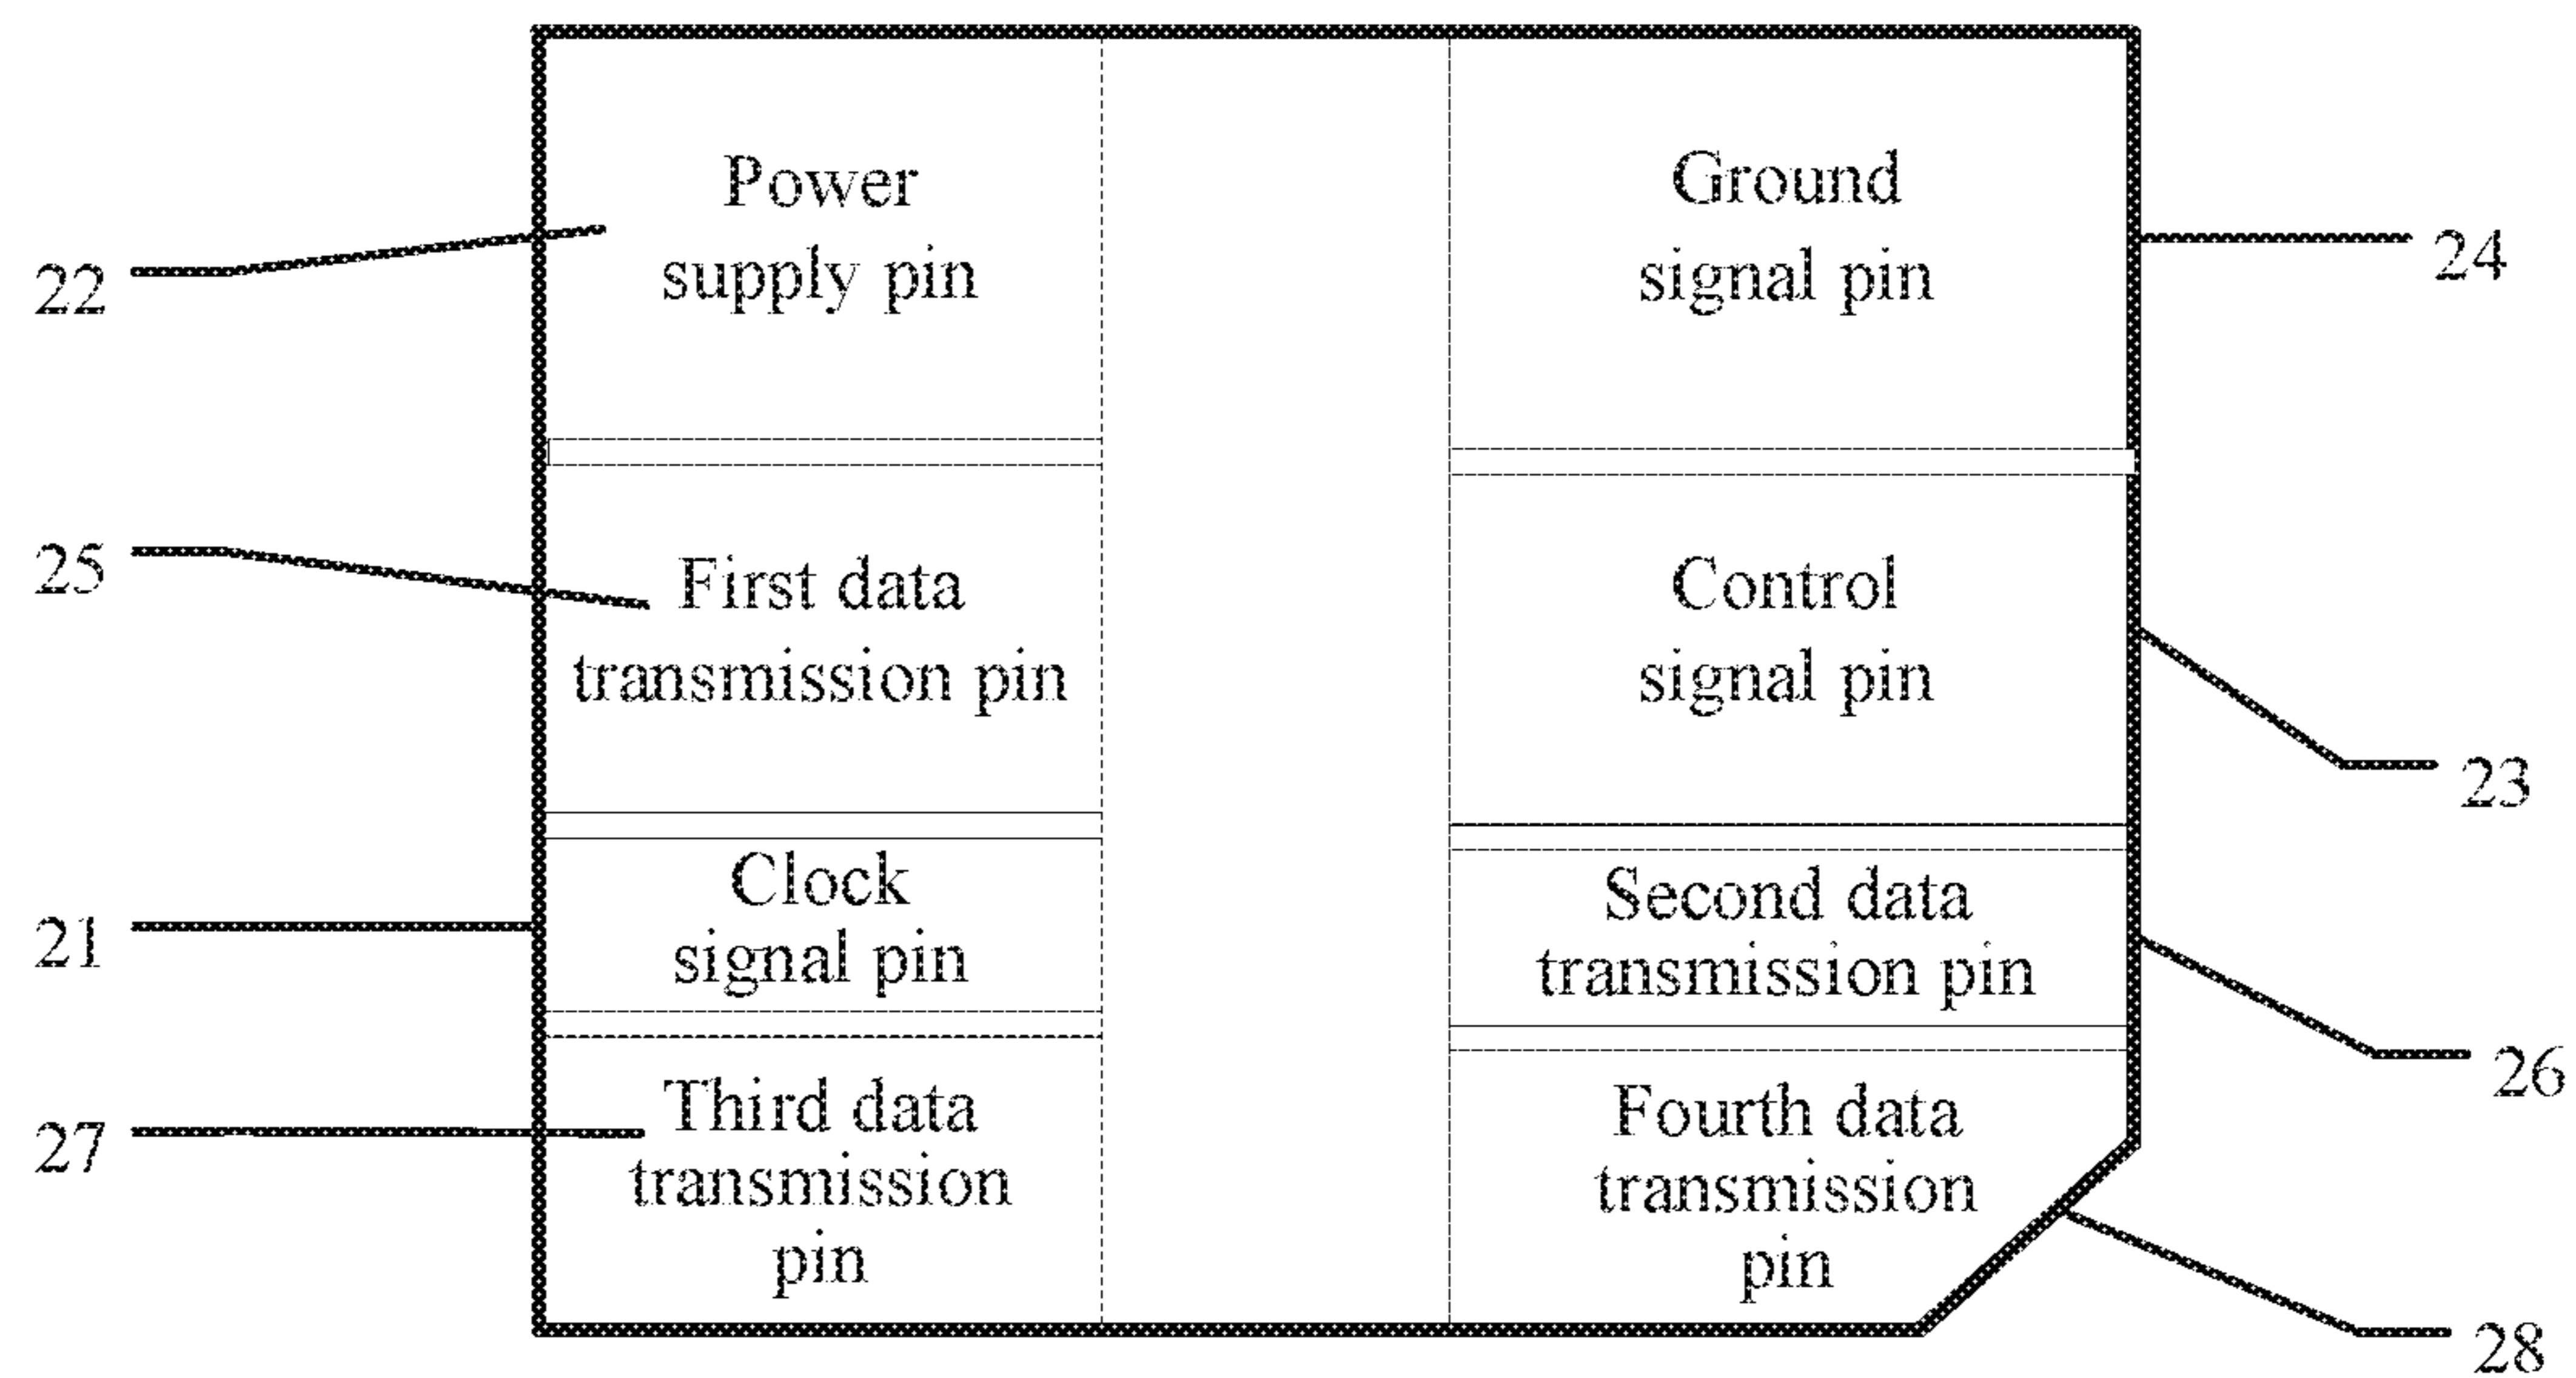 Power
supply pin
Ground
signal pin
22
24
First data
transmission pin
Control
signal pin
25
23
Clock
signal pin
Second data
transmission pin
21
26
Third data
transmission
pin
Fourth data
transmission
pin
27
28